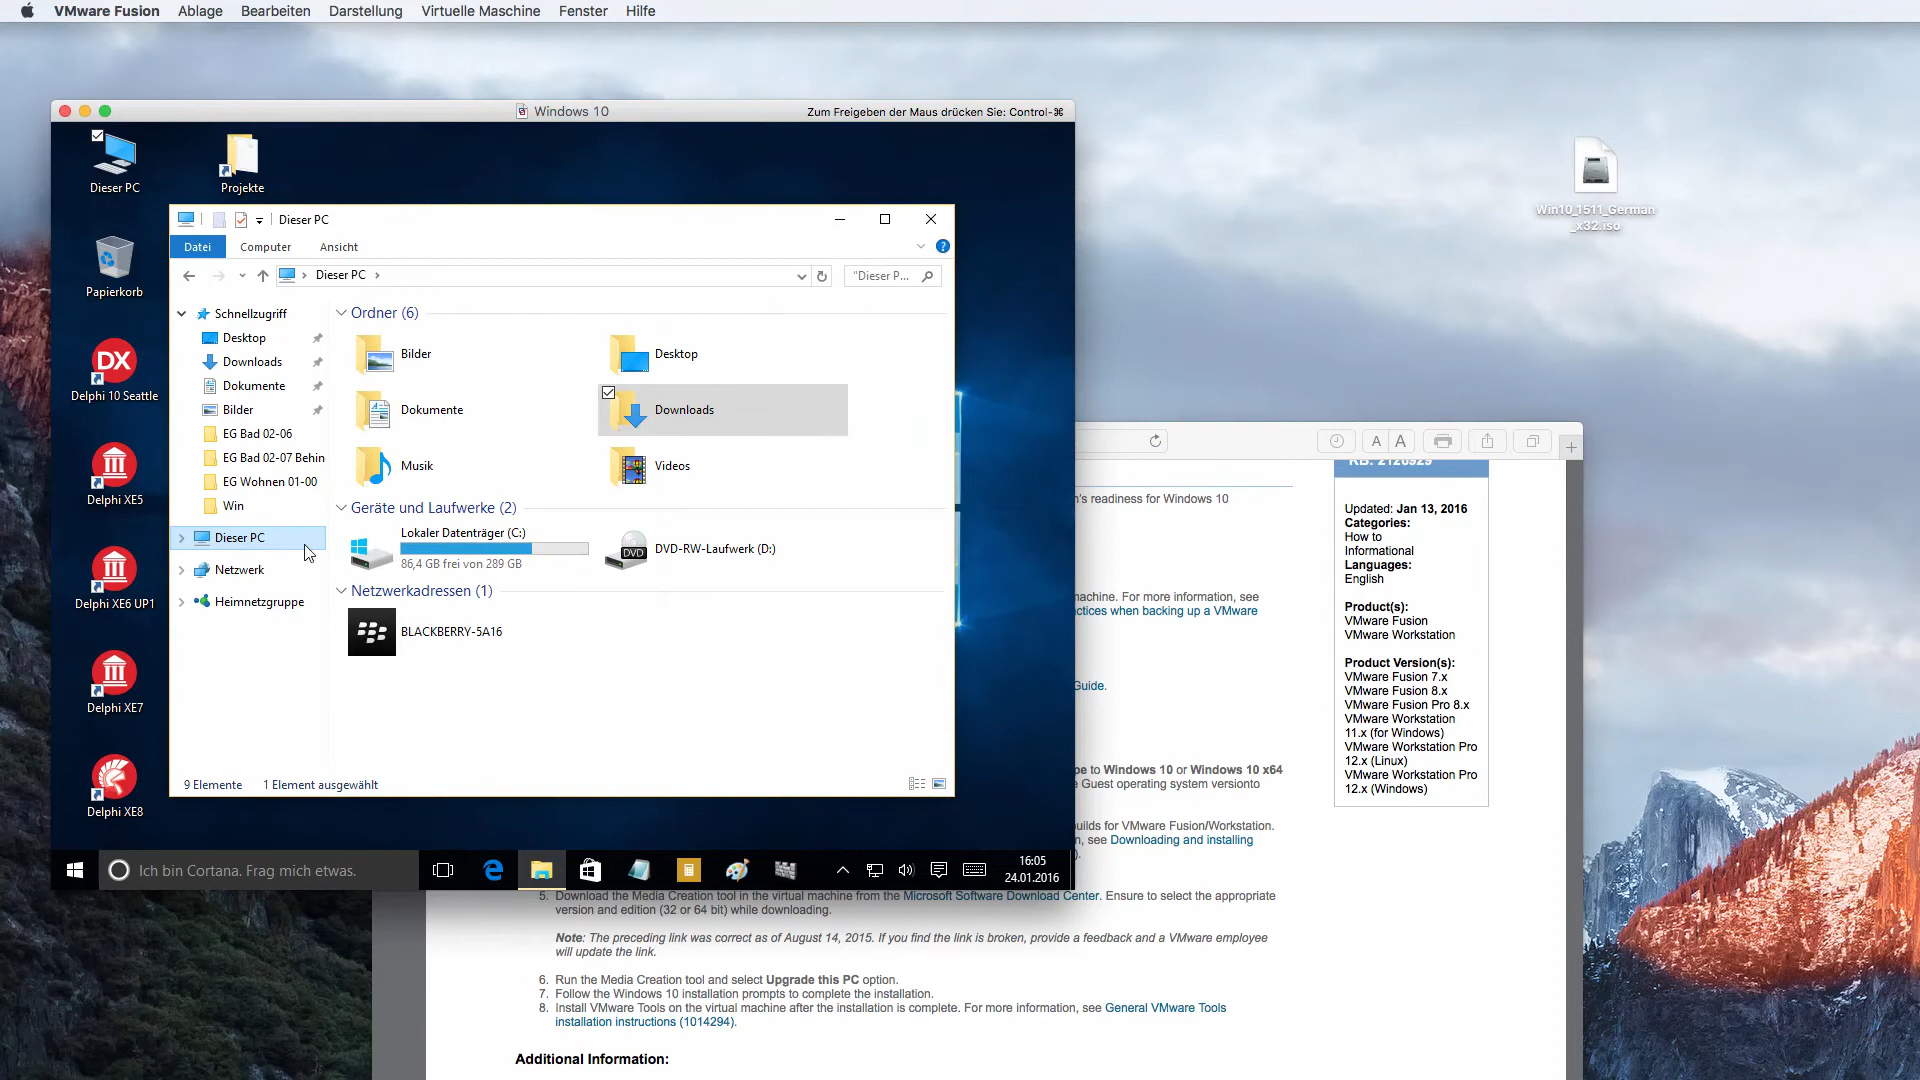 VMware Fusion Ablage Bearbeiten Darstellung Virtuelle Maschine Fenster Hilfe
Windows 10
Zum Freigeben der Maus drücken Sie: Control-⌘
Dieser PC
Projekte
Papierkorb
DX
Delphi 10 Seattle
Delphi XE5
Delphi XE6 UP1
Delphi XE7
Delphi XE8
Dieser PC
Datei Computer Ansicht
Dieser PC
"Dieser P...
Schnellzugriff
Desktop
Downloads
Dokumente
Bilder
EG Bad 02-06
EG Bad 02-07 Behin
EG Wohnen 01-00
Win
Dieser PC
Netzwerk
Heimnetzgruppe
Ordner (6)
Bilder
Desktop
Dokumente
Downloads
Musik
Videos
Geräte und Laufwerke (2)
Lokaler Datenträger (C:)
86,4 GB frei von 289 GB
DVD
DVD-RW-Laufwerk (D:)
Netzwerkadressen (1)
BLACKBERRY-5A16
9 Elemente 1 Element ausgewählt
Ich bin Cortana. Frag mich etwas.
16:05
24.01.2016
Win10_1511_German
_x32.iso
A A
KB: 2126929
's readiness for Windows 10
Updated: Jan 13, 2016
Categories:
How to
Informational
Languages:
English
Product(s):
VMware Fusion
VMware Workstation
Product Version(s):
VMware Fusion 7.x
VMware Fusion 8.x
VMware Fusion Pro 8.x
VMware Workstation
11.x (for Windows)
VMware Workstation Pro
12.x (Linux)
VMware Workstation Pro
12.x (Windows)
achine. For more information, see
ctices when backing up a VMware
Guide.
pe to Windows 10 or Windows 10 x64
e Guest operating system versionto
uilds for VMware Fusion/Workstation.
n, see Downloading and installing
).
5. Download the Media Creation tool in the virtual machine from the Microsoft Software Download Center. Ensure to select the appropriate
version and edition (32 or 64 bit) while downloading.
Note: The preceding link was correct as of August 14, 2015. If you find the link is broken, provide a feedback and a VMware employee
will update the link.
6. Run the Media Creation tool and select Upgrade this PC option.
7. Follow the Windows 10 installation prompts to complete the installation.
8. Install VMware Tools on the virtual machine after the installation is complete. For more information, see General VMware Tools
installation instructions (1014294).
Additional Information: